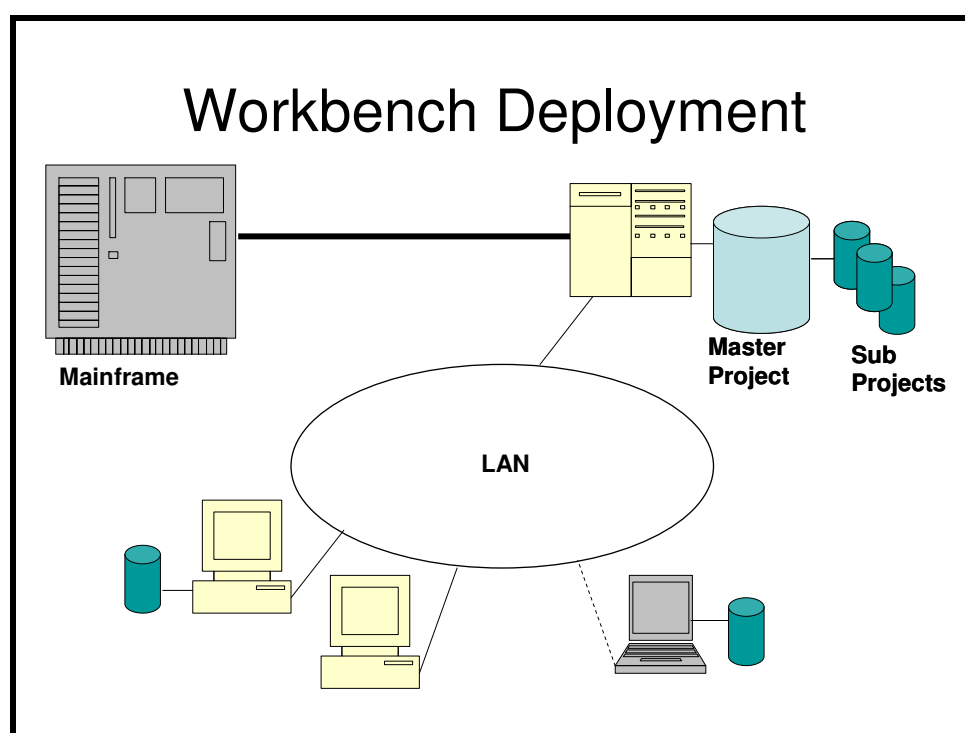 Workbench Deployment
Mainframe
Master
Project
Sub
Projects
LAN